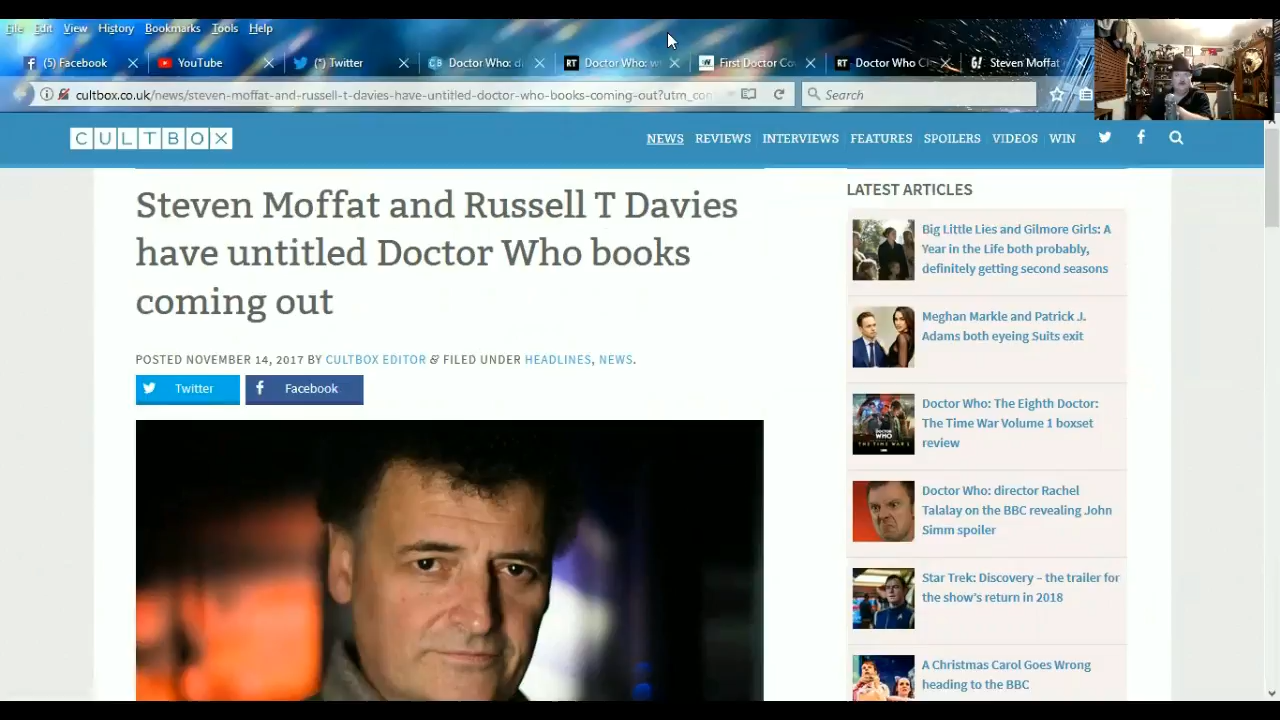 File Edit View History Bookmarks Tools Help
(5) Facebook
YouTube
(*) Twitter
Doctor Who: d
Doctor Who: w
First Doctor Co
Doctor Who Ch
Steven Moffat
cultbox.co.uk/news/steven-moffat-and-russell-t-davies-have-untitled-doctor-who-books-coming-out?utm_con
Search
CULTBOX
NEWS REVIEWS INTERVIEWS FEATURES SPOILERS VIDEOS WIN
Steven Moffat and Russell T Davies
have untitled Doctor Who books
coming out
POSTED NOVEMBER 14, 2017 BY CULTBOX EDITOR & FILED UNDER HEADLINES, NEWS.
Twitter
Facebook
LATEST ARTICLES
Big Little Lies and Gilmore Girls: A
Year in the Life both probably,
definitely getting second seasons
Meghan Markle and Patrick J.
Adams both eyeing Suits exit
DOCTOR
WHO
THE TIME WAR
Doctor Who: The Eighth Doctor:
The Time War Volume 1 boxset
review
Doctor Who: director Rachel
Talalay on the BBC revealing John
Simm spoiler
Star Trek: Discovery – the trailer for
the show's return in 2018
A Christmas Carol Goes Wrong
heading to the BBC